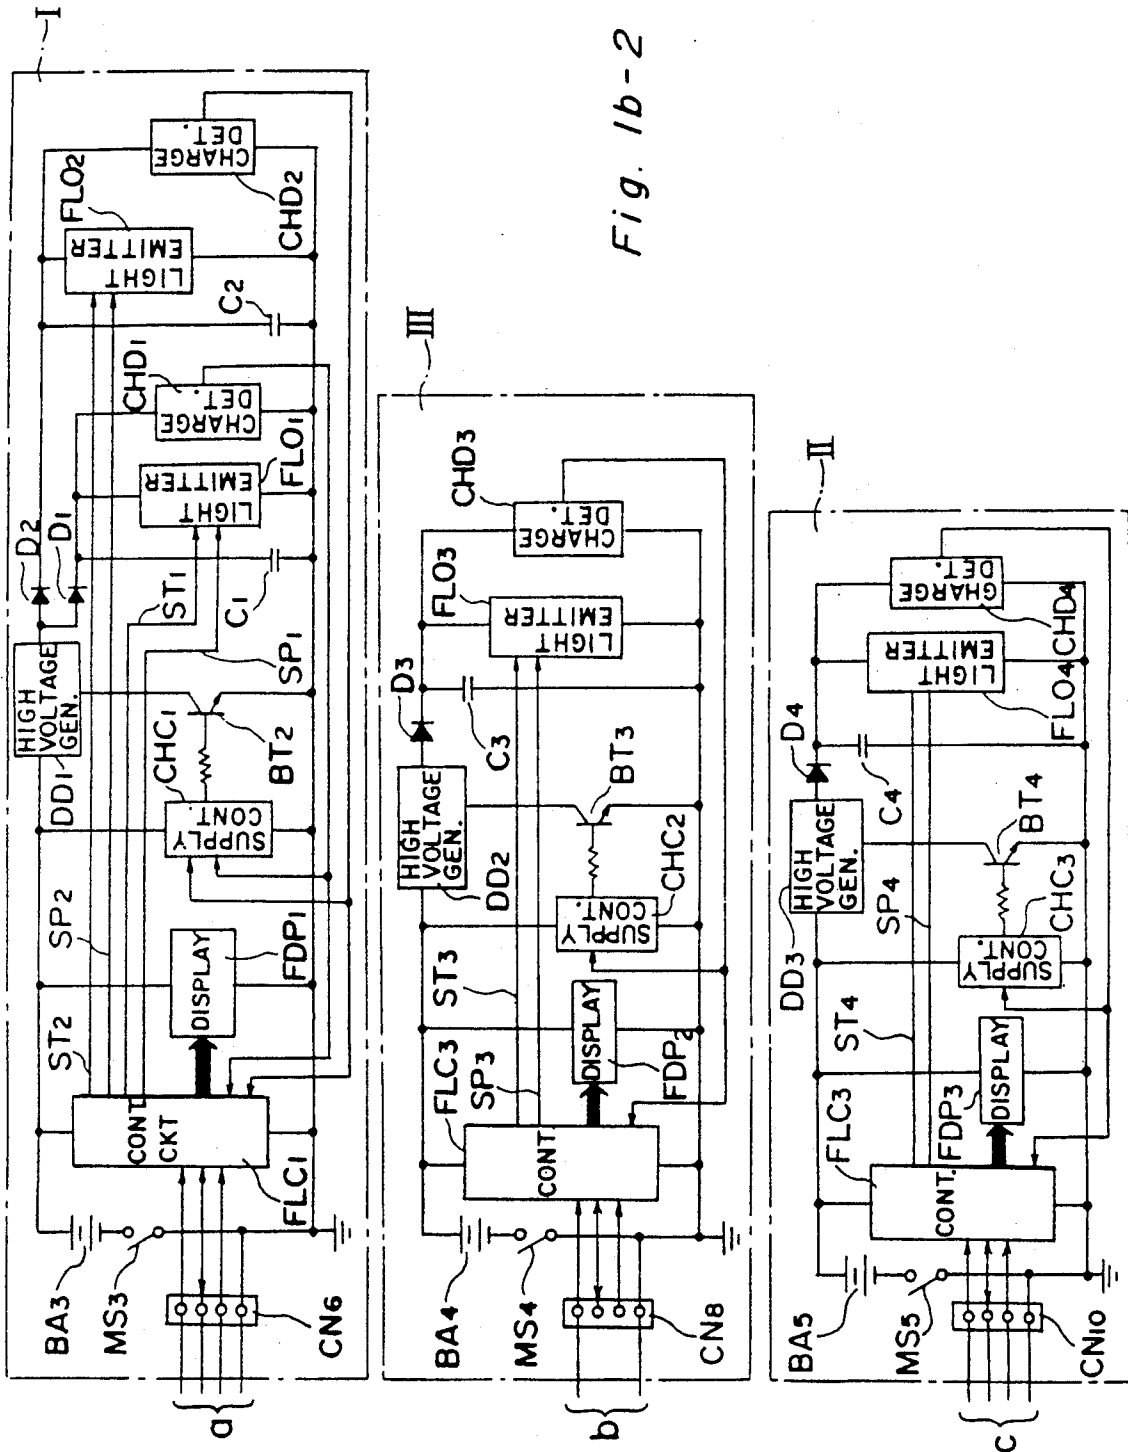 Fig. 1b-2
I
a
BA3
MS3
CN6
FLC1
CONT
CKT
ST2
SP2
DISPLAY
FDP1
SUPPLY
CONT.
CHC1
HIGH
VOLTAGE
GEN.
DD1
BT2
D2
D1
ST1
SP1
C1
LIGHT
EMITTER
FLO1
CHARGE
DET.
CHD1
C2
LIGHT
EMITTER
FLO2
CHARGE
DET.
CHD2
III
b
BA4
MS4
CN8
FLC3
CONT.
ST3
SP3
DISPLAY
FDP2
SUPPLY
CONT.
CHC2
HIGH
VOLTAGE
GEN.
DD2
BT3
D3
C3
LIGHT
EMITTER
FLO3
CHARGE
DET.
CHD3
II
c
BA5
MS5
CN10
FLC3
CONT.
ST4
SP4
DISPLAY
FDP3
SUPPLY
CONT.
CHC3
HIGH
VOLTAGE
GEN.
DD3
BT4
D4
C4
LIGHT
EMITTER
FLO4
GHARGE
DET.
CHD4